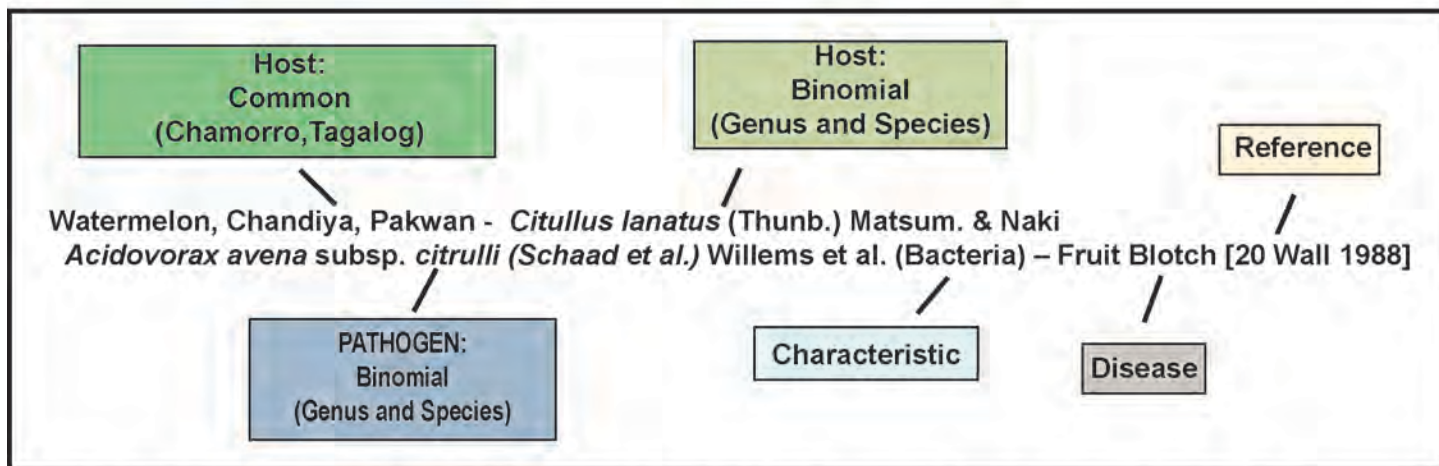 Host:
Common
(Chamorro,Tagalog)
Host:
Binomial
(Genus and Species)
Reference
Watermelon, Chandiya, Pakwan - Citullus lanatus (Thunb.) Matsum. & Naki
Acidovorax avena subsp. citrulli (Schaad et al.) Willems et al. (Bacteria) – Fruit Blotch [20 Wall 1988]
PATHOGEN:
Binomial
(Genus and Species)
Characteristic
Disease